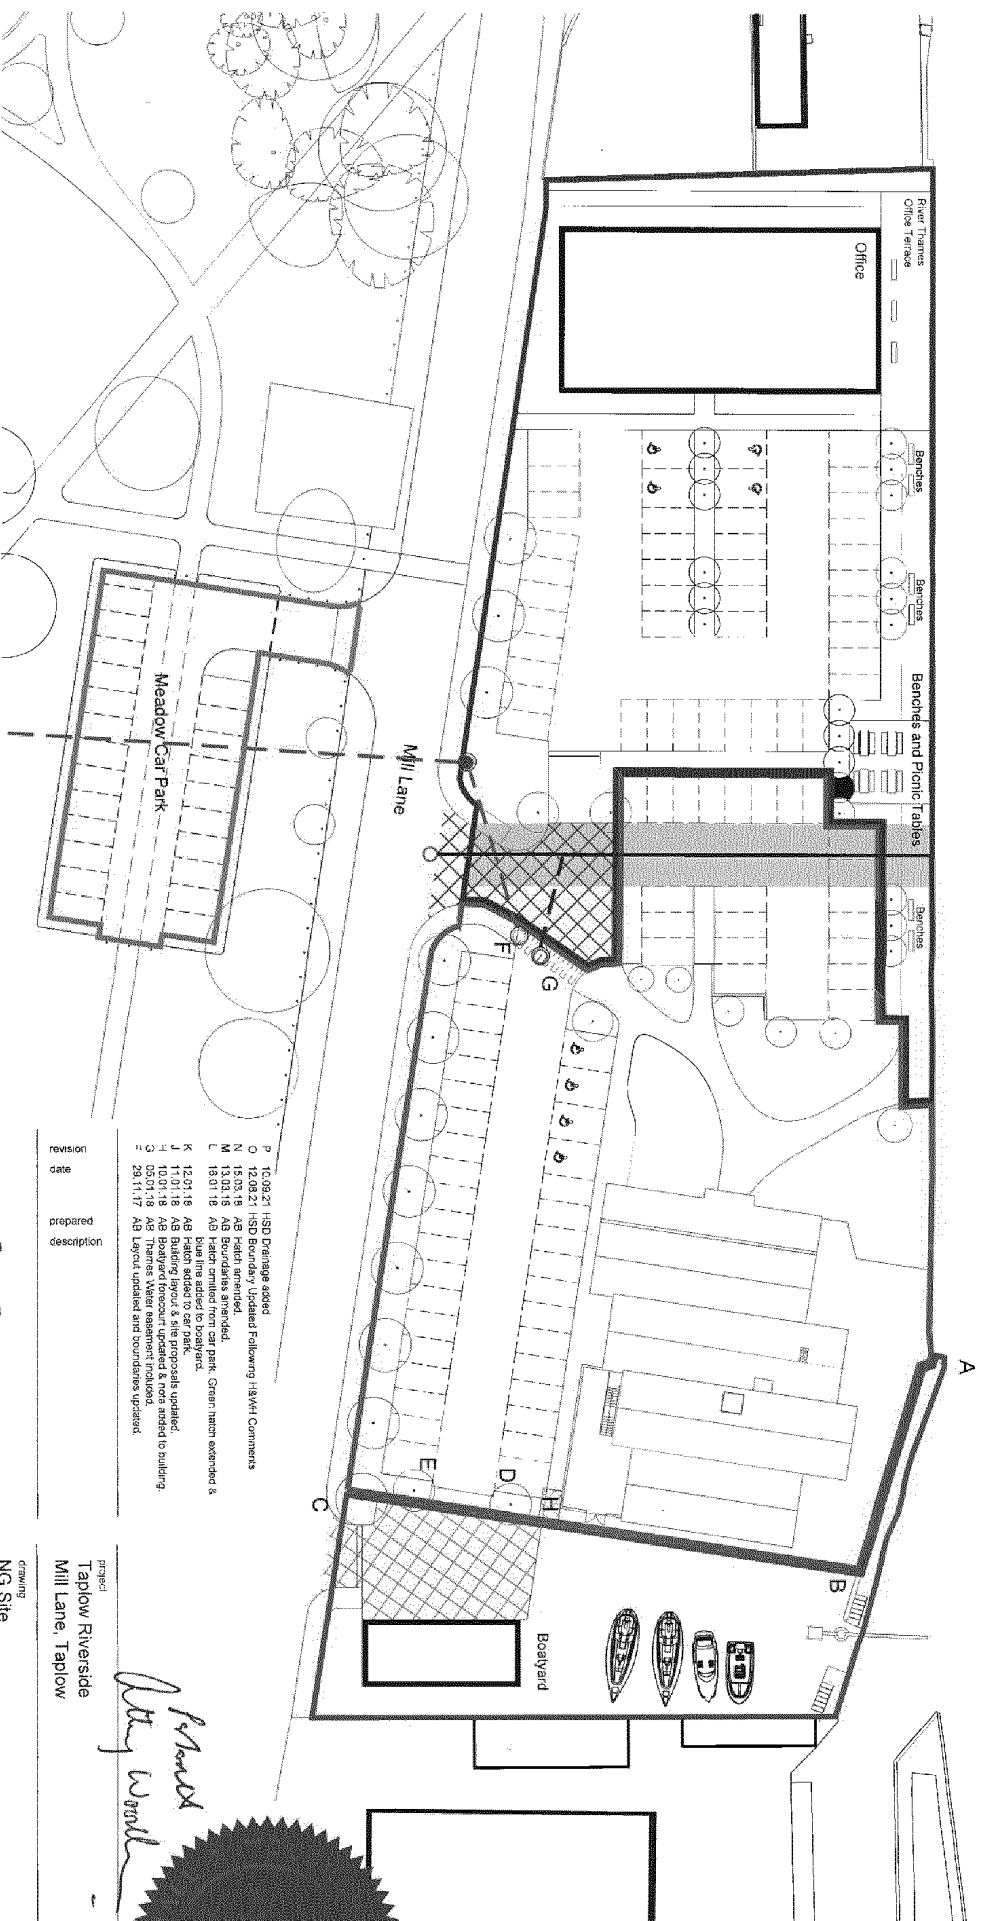 River Thames
Office Terrace
Office
Benches
Benches
Benches and Picnic Tables
Benches
Meadow Car Park
Mill Lane
F
G
A
B
C
E
D
H
Boatyard
P 10.09.21 HSD Drainage added
O 12.08.21 HSD Boundary Updated Following H&WH Comments
N 15.03.18 AB Hatch amended.
M 13.03.18 AB Boundaries amended.
L 18.01.18 AB Hatch omitted from car park. Green hatch extended &
blue line added to boatyard.
K 12.01.18 AB Hatch added to car park.
J 11.01.18 AB Building layout & site proposals updated.
H 10.01.18 AB Boatyard forecourt updated & note added to building.
G 05.01.18 AB Thames Water easement included.
29.11.17 AB Layout updated and boundaries updated.
revision date prepared description
project
Taplow Riverside
Mill Lane, Taplow
drawing
NG Site